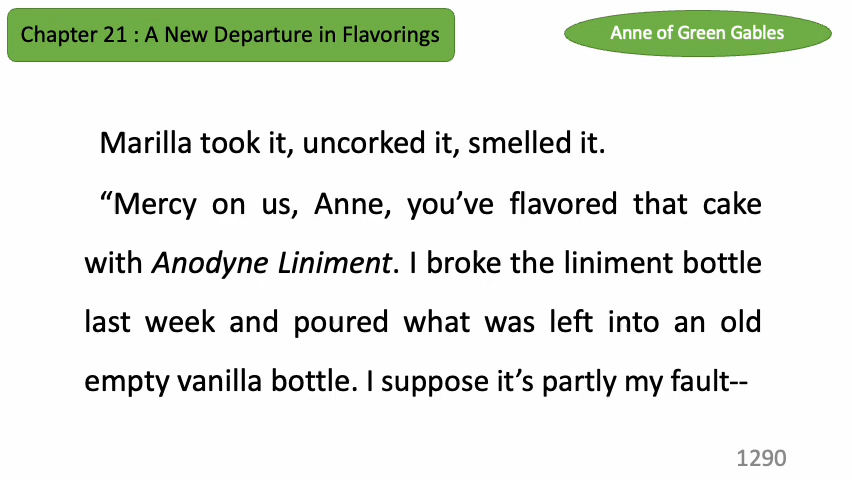 Chapter 21 : A New Departure in Flavorings
Anne of Green Gables
Marilla took it, uncorked it, smelled it.
“Mercy on us, Anne, you’ve flavored that cake
with Anodyne Liniment. I broke the liniment bottle
last week and poured what was left into an old
empty vanilla bottle. I suppose it’s partly my fault--
1290